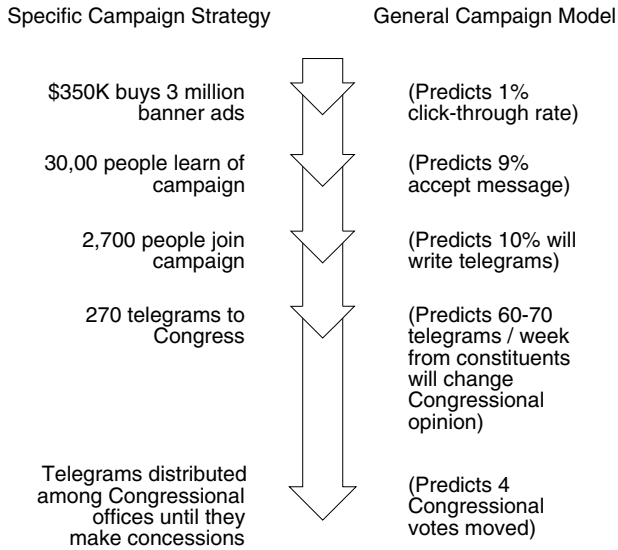 Specific Campaign Strategy
General Campaign Model
$350K buys 3 million
banner ads
(Predicts 1%
click-through rate)
30,00 people learn of
campaign
(Predicts 9%
accept message)
2,700 people join
campaign
(Predicts 10% will
write telegrams)
270 telegrams to
Congress
(Predicts 60-70
telegrams / week
from constituents
will change
Congressional
opinion)
Telegrams distributed
among Congressional
offices until they
make concessions
(Predicts 4
Congressional
votes moved)